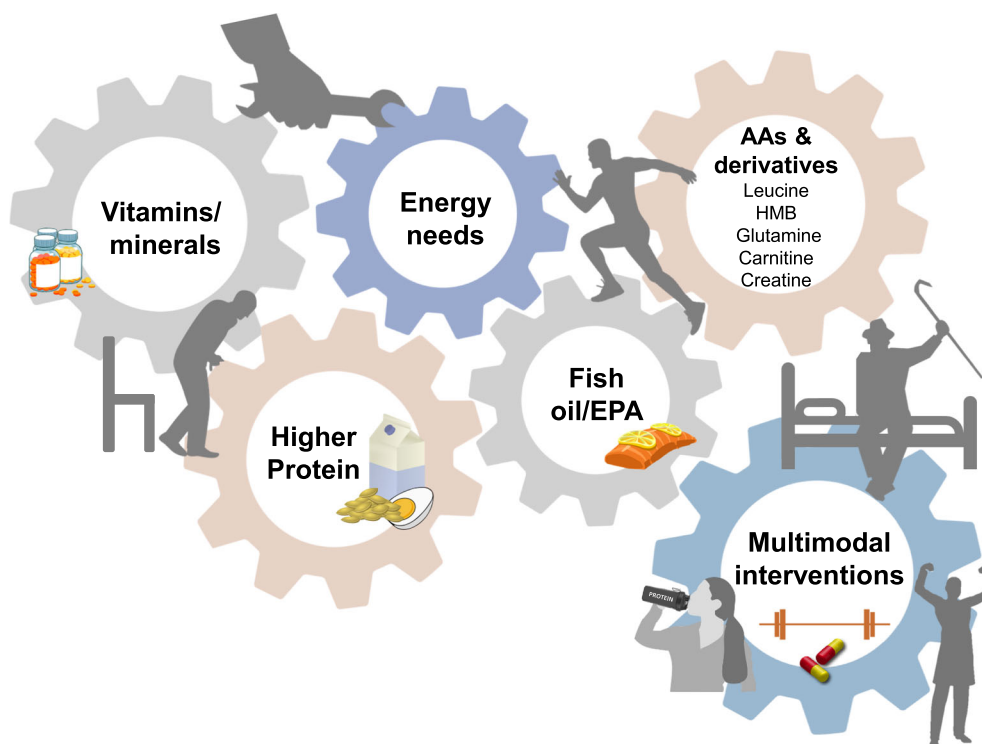 Vitamins/
minerals
Energy
needs
AAs &
derivatives
Leucine
HMB
Glutamine
Carnitine
Creatine
Higher
Protein
Fish
oil/EPA
Multimodal
interventions
PROTEIN